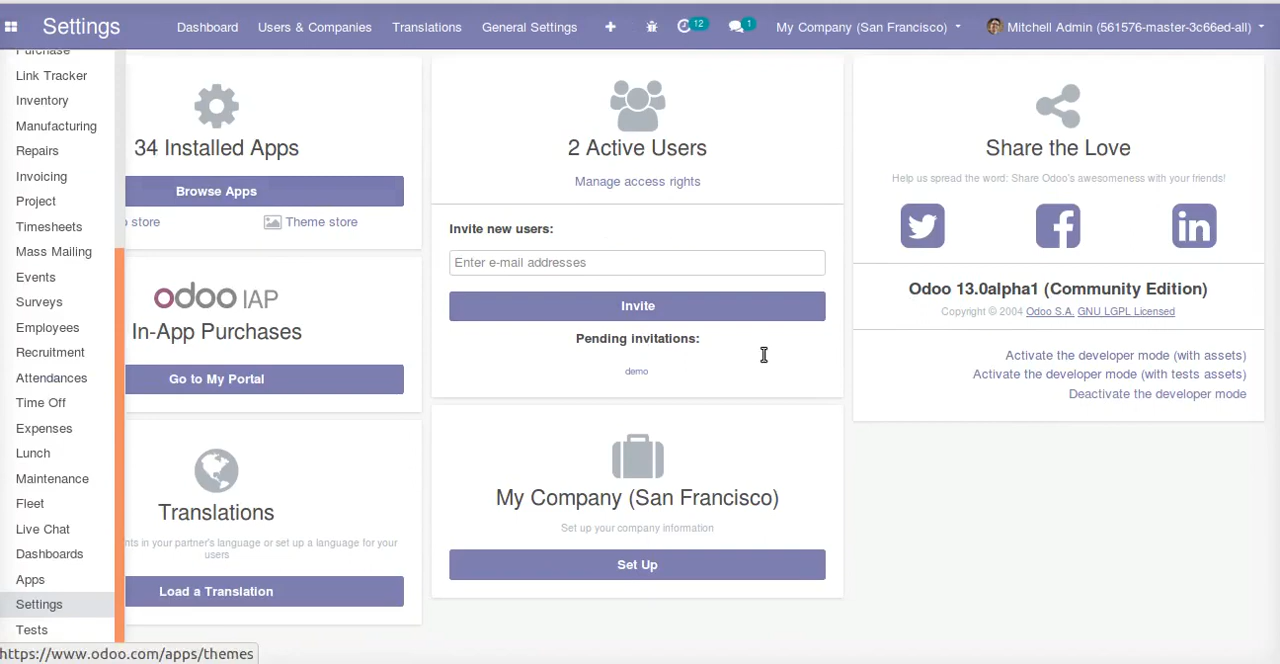 Settings
Dashboard
Users & Companies
Translations
General Settings
12
1
My Company (San Francisco)
Mitchell Admin (561576-master-3c66ed-all)
Purchase
Link Tracker
Inventory
Manufacturing
Repairs
Invoicing
Project
Timesheets
Mass Mailing
Events
Surveys
Employees
Recruitment
Attendances
Time Off
Expenses
Lunch
Maintenance
Fleet
Live Chat
Dashboards
Apps
Settings
Tests
34 Installed Apps
Browse Apps
store
Theme store
odoo IAP
In-App Purchases
Go to My Portal
Translations
in your partner's language or set up a language for your
users
Load a Translation
2 Active Users
Manage access rights
Invite new users:
Enter e-mail addresses
Invite
Pending invitations:
demo
My Company (San Francisco)
Set up your company information
Set Up
Share the Love
Help us spread the word: Share Odoo's awesomeness with your friends!
Odoo 13.0alpha1 (Community Edition)
Copyright © 2004 Odoo S.A. GNU LGPL Licensed
Activate the developer mode (with assets)
Activate the developer mode (with tests assets)
Deactivate the developer mode
https://www.odoo.com/apps/themes